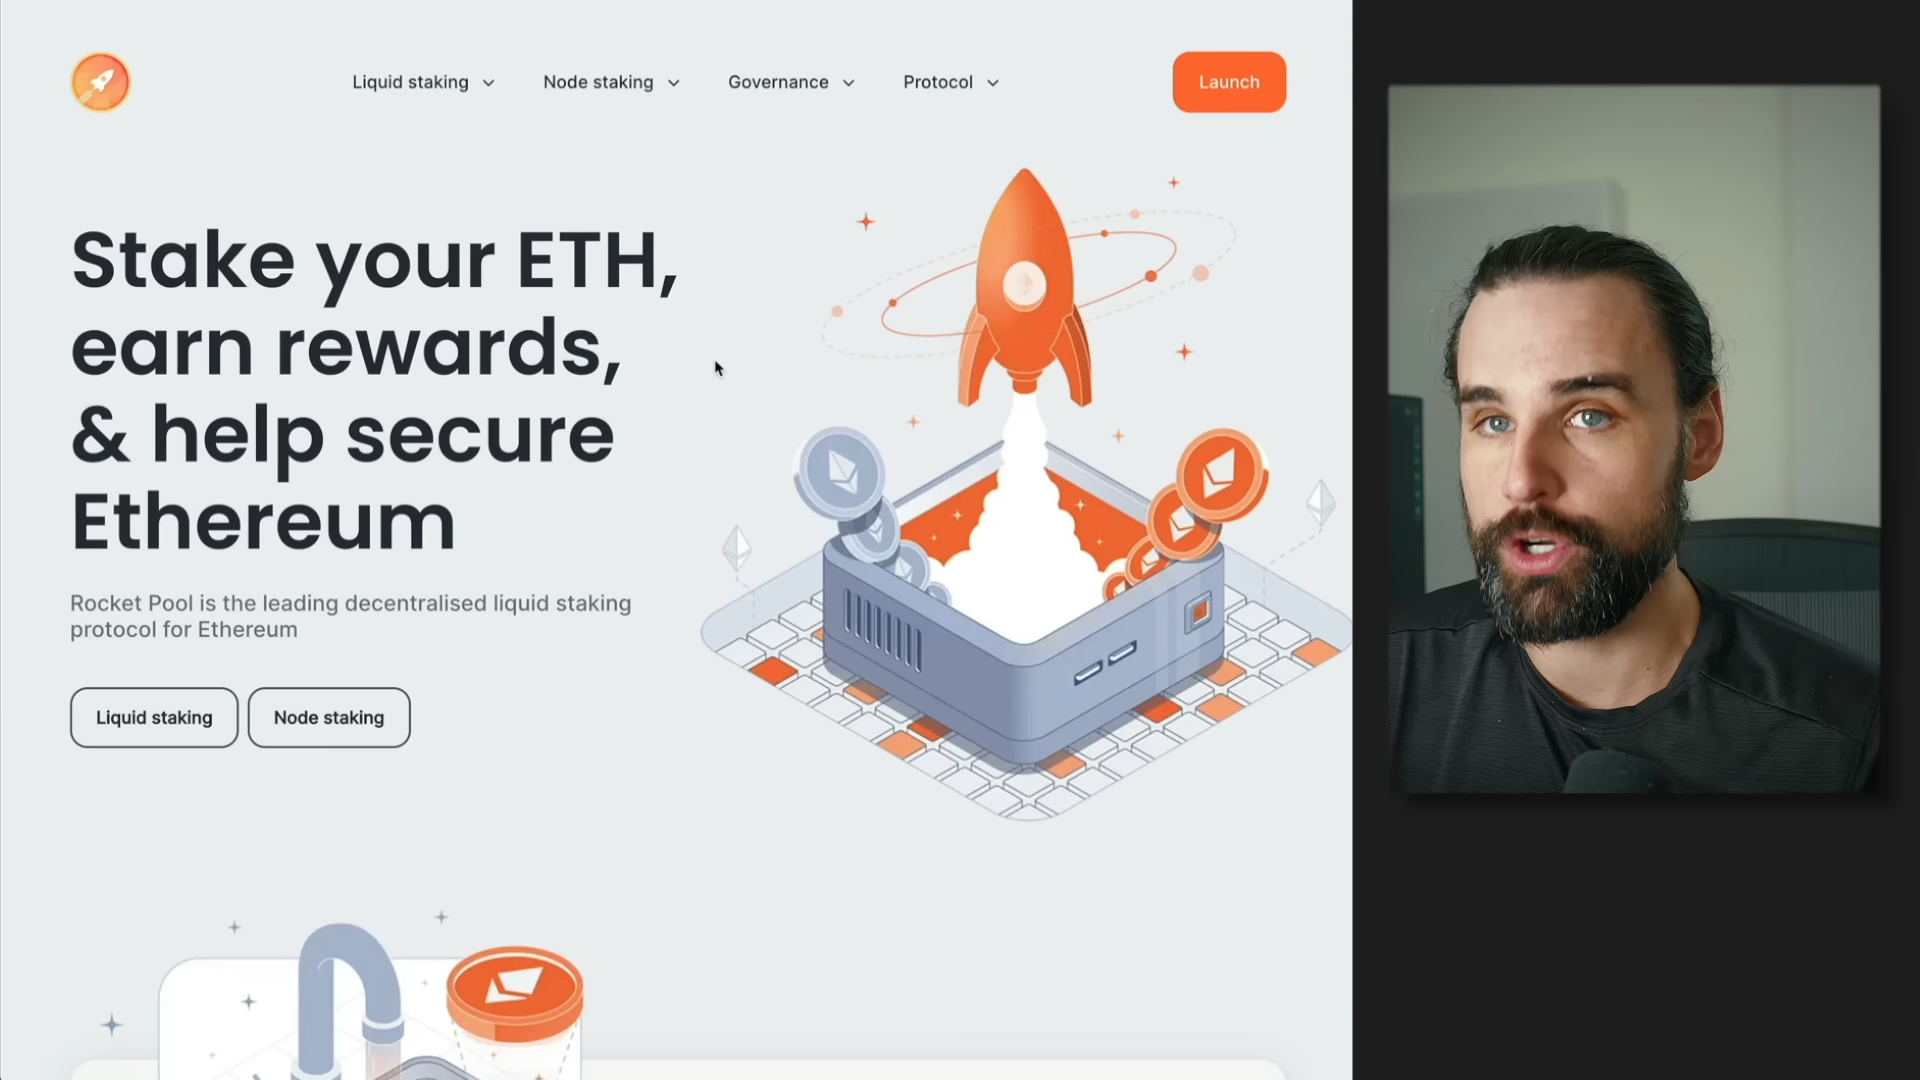 Liquid staking
Node staking
Governance
Protocol
Launch
Stake your ETH,
earn rewards,
& help secure
Ethereum
Rocket Pool is the leading decentralised liquid staking
protocol for Ethereum
Liquid staking
Node staking